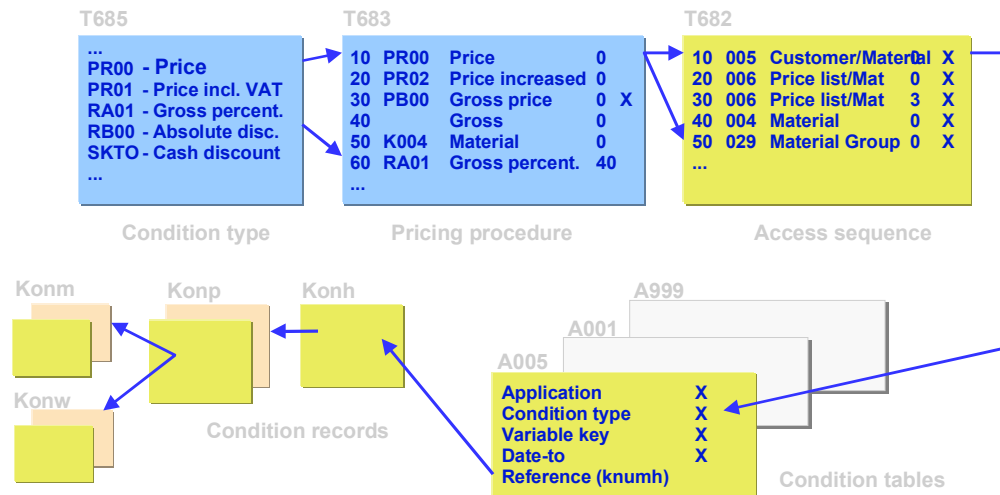 T685
...
PR00 - Price
PR01 - Price incl. VAT
RA01 - Gross percent.
RB00 - Absolute disc.
SKTO - Cash discount
...
Condition type
T683
10 PR00 Price 0
20 PR02 Price increased 0
30 PB00 Gross price 0 X
40 Gross 0
50 K004 Material 0
60 RA01 Gross percent. 40
...
Pricing procedure
T682
10 005 Customer/Material 0 X
20 006 Price list/Mat 0 X
30 006 Price list/Mat 3 X
40 004 Material 0 X
50 029 Material Group 0 X
...
Access sequence
Konm
Konp
Konh
Konw
Condition records
A999
A001
A005
Application X
Condition type X
Variable key X
Date-to X
Reference (knumh)
Condition tables